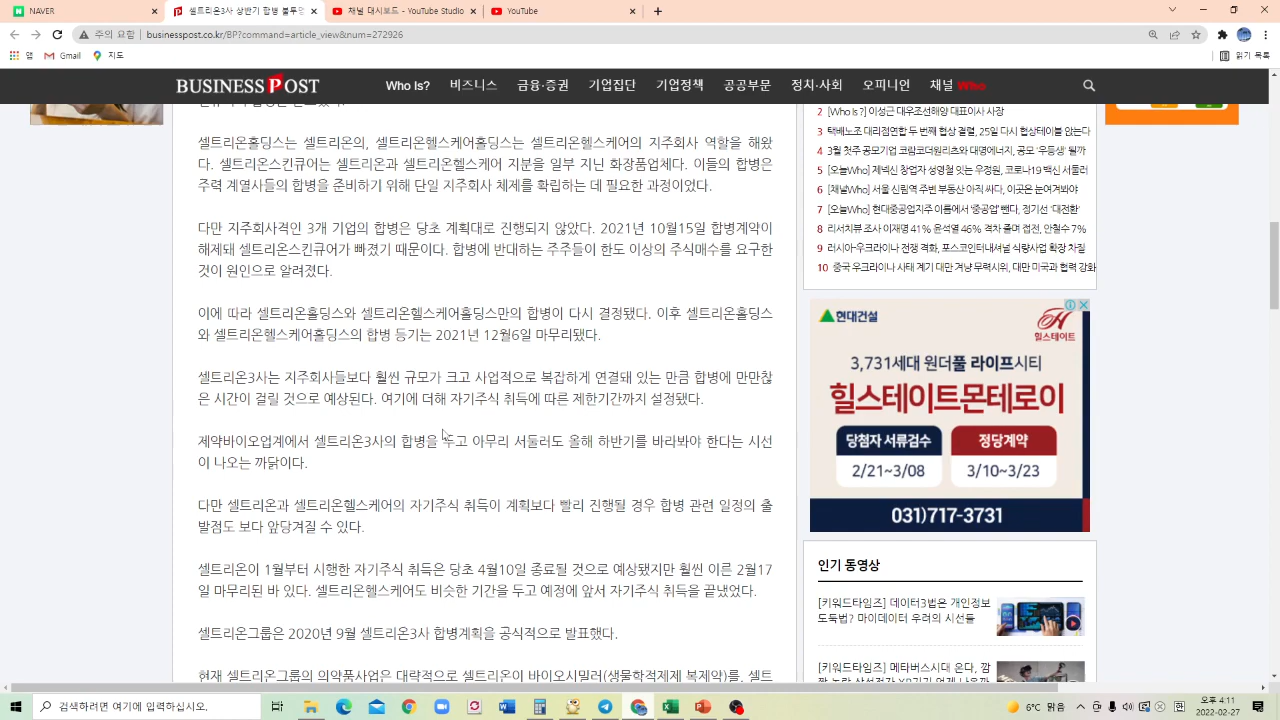 NAVER
셀트리온3사 상반기 합병 불투명
채널 대시보드 - YouTube Studio
YouTube
주의 요함
businesspost.co.kr/BP?command=article_view&num=272926
앱
Gmail
지도
읽기 목록
BUSINESS POST
Who Is?
비즈니스
금융·증권
기업집단
기업정책
공공부문
정치·사회
오피니언
채널 Who
셀트리온홀딩스는 셀트리온의, 셀트리온헬스케어홀딩스는 셀트리온헬스케어의 지주회사 역할을 해왔
다. 셀트리온스킨큐어는 셀트리온과 셀트리온헬스케어 지분을 일부 지닌 화장품업체다. 이들의 합병은
주력 계열사들의 합병을 준비하기 위해 단일 지주회사 체제를 확립하는 데 필요한 과정이었다.
다만 지주회사격인 3개 기업의 합병은 당초 계획대로 진행되지 않았다. 2021년 10월15일 합병계약이
해제돼 셀트리온스킨큐어가 빠졌기 때문이다. 합병에 반대하는 주주들이 한도 이상의 주식매수를 요구한
것이 원인으로 알려졌다.
이에 따라 셀트리온홀딩스와 셀트리온헬스케어홀딩스만의 합병이 다시 결정됐다. 이후 셀트리온홀딩스
와 셀트리온헬스케어홀딩스의 합병 등기는 2021년 12월6일 마무리됐다.
셀트리온3사는 지주회사들보다 훨씬 규모가 크고 사업적으로 복잡하게 연결돼 있는 만큼 합병에 만만찮
은 시간이 걸릴 것으로 예상된다. 여기에 더해 자기주식 취득에 따른 제한기간까지 설정됐다.
제약바이오업계에서 셀트리온3사의 합병을 두고 아무리 서둘러도 올해 하반기를 바라봐야 한다는 시선
이 나오는 까닭이다.
다만 셀트리온과 셀트리온헬스케어의 자기주식 취득이 계획보다 빨리 진행될 경우 합병 관련 일정의 출
발점도 보다 앞당겨질 수 있다.
셀트리온이 1월부터 시행한 자기주식 취득은 당초 4월10일 종료될 것으로 예상됐지만 훨씬 이른 2월17
일 마무리된 바 있다. 셀트리온헬스케어도 비슷한 기간을 두고 예정에 앞서 자기주식 취득을 끝냈었다.
셀트리온그룹은 2020년 9월 셀트리온3사 합병계획을 공식적으로 발표했다.
현재 셀트리온그룹의 의약품사업은 대략적으로 셀트리온이 바이오시밀러(생물학적제제 복제약)를, 셀트
2 [Who Is ?] 이성근 대우조선해양 대표이사 사장
3 택배노조 대리점연합 두 번째 협상 결렬, 25일 다시 협상테이블 앉는다
4 3월 첫주 공모기업 코람코더원리츠와 대명에너지, 공모 '우등생' 될까
5 [오늘Who] 제넥신 창업자 성영철 잇는 우정원, 코로나19 백신 서둘러
6 [채널Who] 서울 신림역 주변 부동산 아직 싸다, 이곳은 눈여겨봐야
7 [오늘Who] 현대중공업지주 이름에서 '중공업' 뺀다, 정기선 '대전환'
8 리서치뷰 조사 이재명 41% 윤석열 46% 격차 줄며 접전, 안철수 7%
9 러시아-우크라이나 전쟁 격화, 포스코인터내셔널 식량사업 확장 차질
10 중국 우크라이나 사태 계기 대만 겨냥 무력시위, 대만 미국과 협력 강화
현대건설
힐스테이트
3,731세대 원더풀 라이프시티
힐스테이트몬테로이
당첨자 서류검수
정당계약
2/21~3/08
3/10~3/23
031)717-3731
인기 동영상
[키워드타임즈] 데이터3법은 개인정보
도둑법? 마이데이터 우려의 시선들
[키워드타임즈] 메타버스시대 온다, 깜
검색하려면 여기에 입력하십시오.
6°C 맑음
오후 4:11
2022-02-27